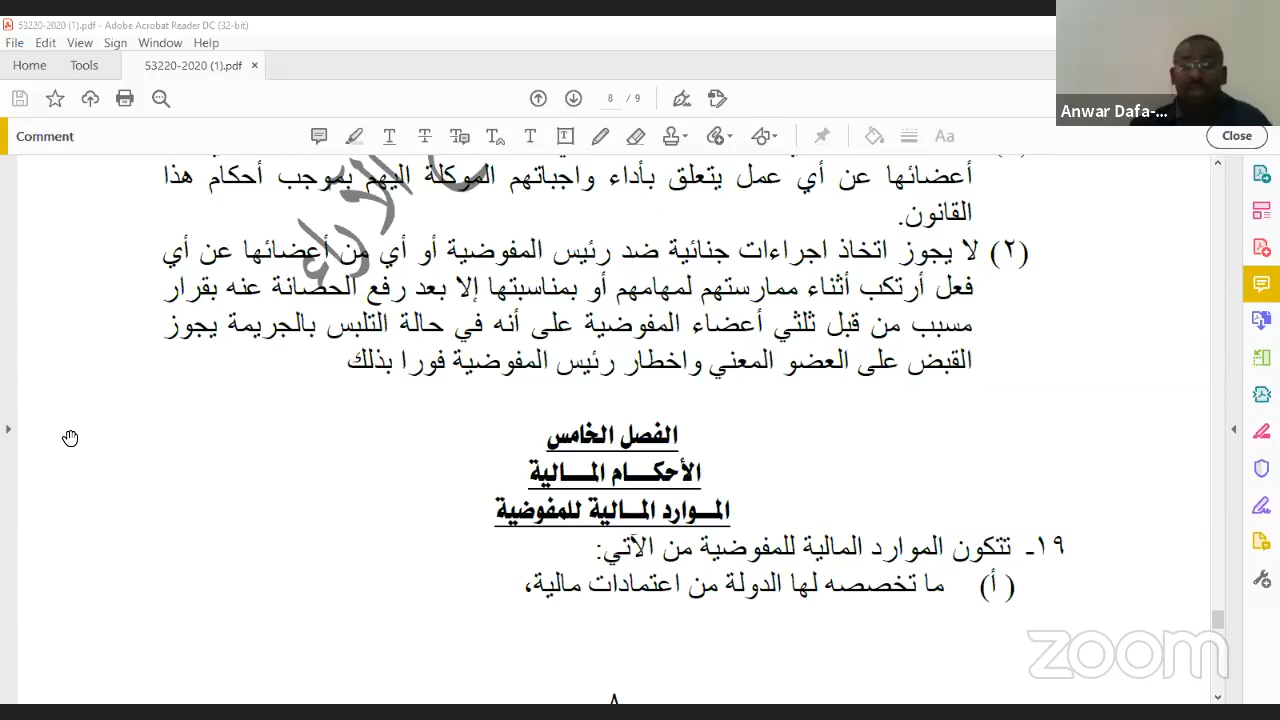 53220-2020 (1).pdf - Adobe Acrobat Reader DC (32-bit)
File Edit View Sign Window Help
Home Tools 53220-2020 (1).pdf ×
8 / 9
Anwar Dafa-...
Comment
Aa
Close
أعضائها عن أي عمل يتعلق بأداء واجباتهم الموكلة اليهم بموجب أحكام هذا
القانون.
(٢) لا يجوز اتخاذ اجراءات جنائية ضد رئيس المفوضية أو أي من أعضائها عن أي
فعل أرتكب أثناء ممارستهم لمهامهم أو بمناسبتها إلا بعد رفع الحصانة عنه بقرار
مسبب من قبل ثلثي أعضاء المفوضية على أنه في حالة التلبس بالجريمة يجوز
القبض على العضو المعني واخطار رئيس المفوضية فورا بذلك
الفصل الخامس
الأحكـــام المـــالية
المـــوارد المـــالية للمفوضية
١٩- تتكون الموارد المالية للمفوضية من الآتي:
(أ) ما تخصصه لها الدولة من اعتمادات مالية،
zoom
٨